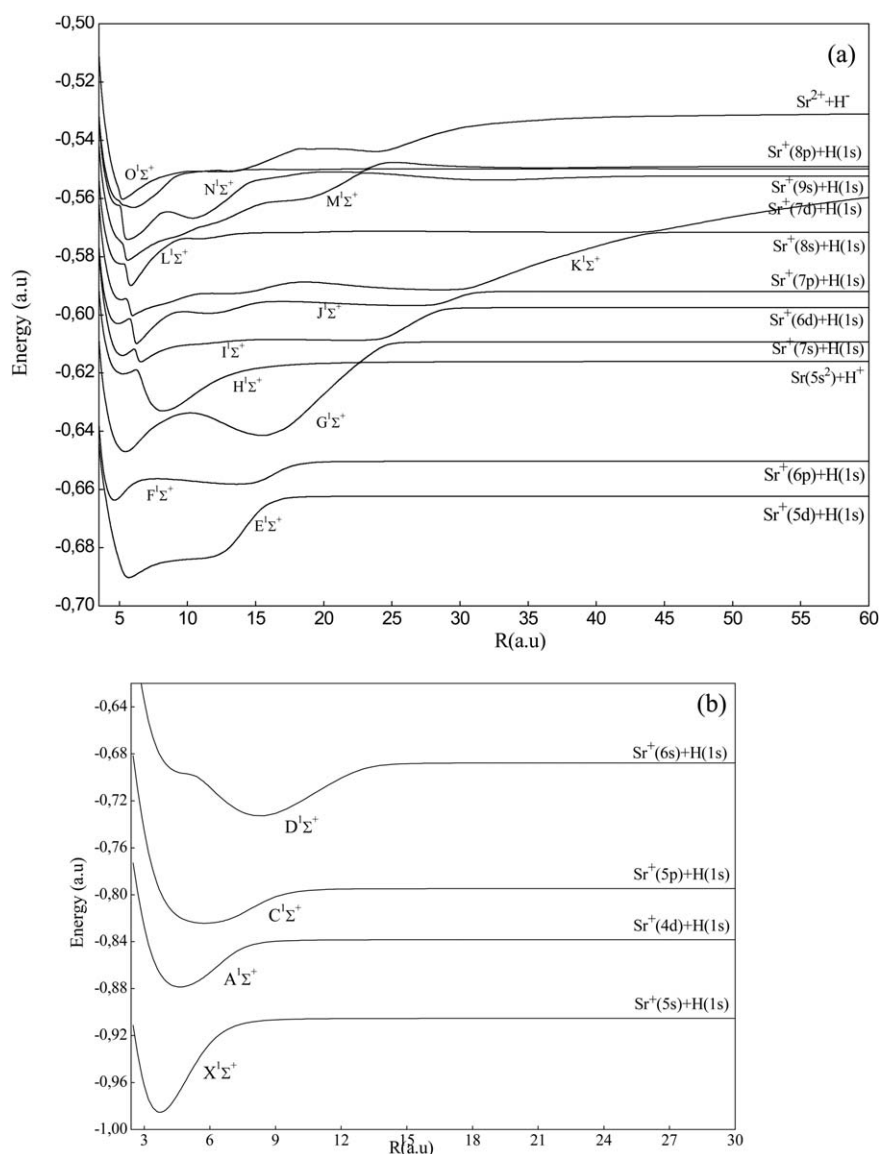 (a)
-0,50
-0,52
-0,54
-0,56
-0,58
-0,60
-0,62
-0,64
-0,66
-0,68
-0,70
Energy (a.u)
5
10
15
20
25
30
35
40
45
50
55
60
R(a.u)
Sr²⁺+H⁻
Sr⁺(8p)+H(1s)
Sr⁺(9s)+H(1s)
Sr⁺(7d)+H(1s)
Sr⁺(8s)+H(1s)
Sr⁺(7p)+H(1s)
Sr⁺(6d)+H(1s)
Sr⁺(7s)+H(1s)
Sr(5s²)+H⁺
Sr⁺(6p)+H(1s)
Sr⁺(5d)+H(1s)
O¹Σ⁺
N¹Σ⁺
M¹Σ⁺
L¹Σ⁺
K¹Σ⁺
J¹Σ⁺
I¹Σ⁺
H¹Σ⁺
G¹Σ⁺
F¹Σ⁺
E¹Σ⁺
(b)
-0,64
-0,68
-0,72
-0,76
-0,80
-0,84
-0,88
-0,92
-0,96
-1,00
Energy (a.u)
3
6
9
12
15
18
21
24
27
30
R(a.u)
Sr⁺(6s)+H(1s)
D¹Σ⁺
Sr⁺(5p)+H(1s)
C¹Σ⁺
Sr⁺(4d)+H(1s)
A¹Σ⁺
Sr⁺(5s)+H(1s)
X¹Σ⁺